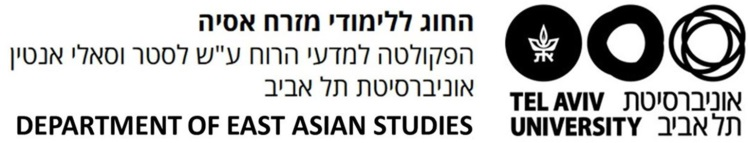 החוג ללימודי מזרח אסיה
הפקולטה למדעי הרוח ע"ש לסטר וסאלי אנטין
אוניברסיטת תל אביב
DEPARTMENT OF EAST ASIAN STUDIES
TEL AVIV אוניברסיטת
UNIVERSITY תל אביב